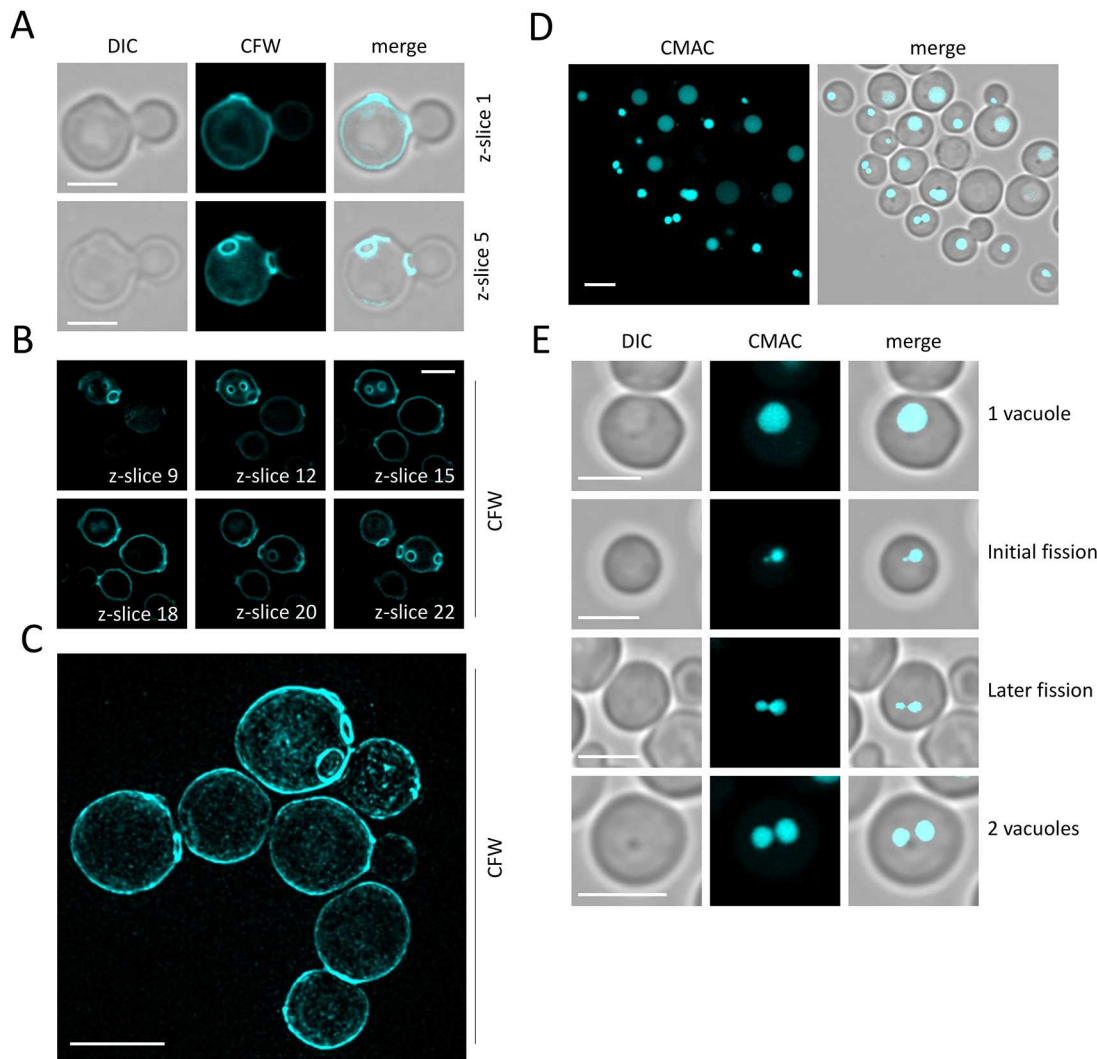 A
DIC CFW merge
z-slice 1
z-slice 5
B
z-slice 9 z-slice 12 z-slice 15
z-slice 18 z-slice 20 z-slice 22
CFW
C
CFW
D
CMAC merge
E
DIC CMAC merge
1 vacuole
Initial fission
Later fission
2 vacuoles